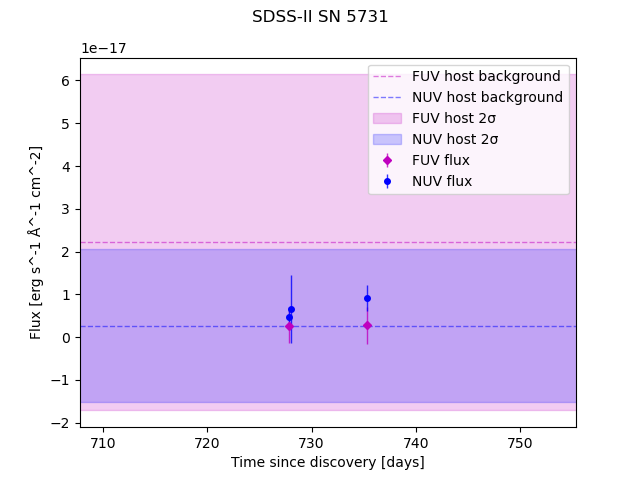 SDSS-II SN 5731
1e−17
FUV host background
NUV host background
FUV host 2σ
NUV host 2σ
FUV flux
NUV flux
6
5
4
3
2
1
0
−1
−2
Flux [erg s^-1 Å^-1 cm^-2]
710 720 730 740 750
Time since discovery [days]